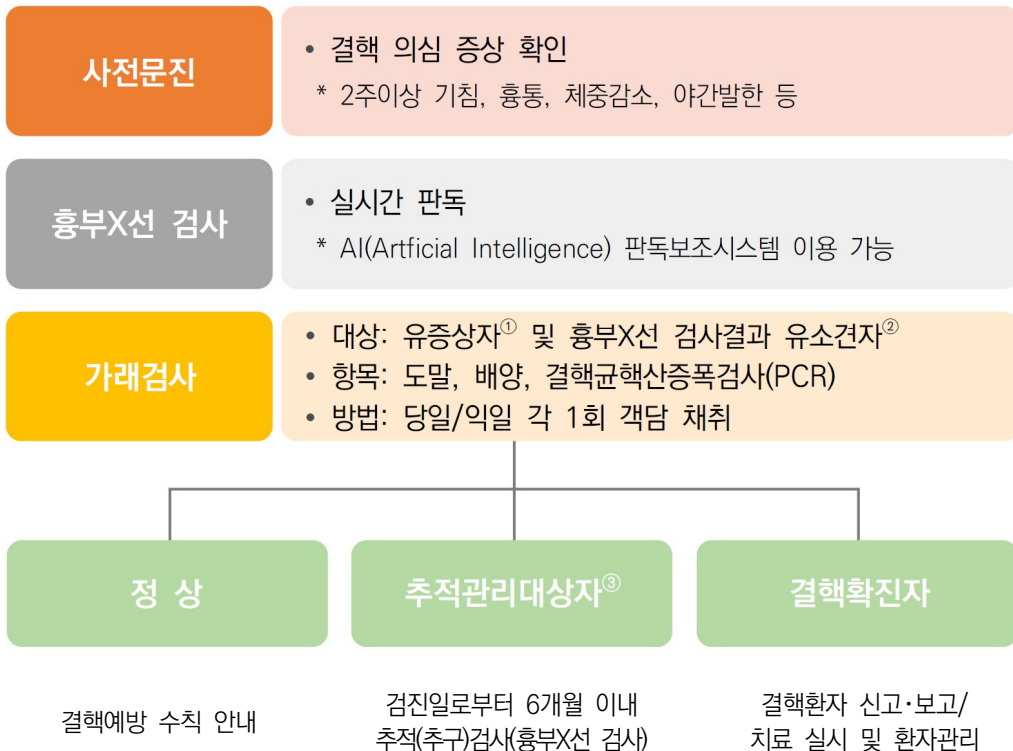 사전문진
• 결핵 의심 증상 확인
* 2주이상 기침, 흉통, 체중감소, 야간발한 등
흉부X선 검사
• 실시간 판독
* AI(Artficial Intelligence) 판독보조시스템 이용 가능
가래검사
• 대상: 유증상자① 및 흉부X선 검사결과 유소견자②
• 항목: 도말, 배양, 결핵균핵산증폭검사(PCR)
• 방법: 당일/익일 각 1회 객담 채취
정 상
추적관리대상자③
결핵확진자
결핵예방 수칙 안내
검진일로부터 6개월 이내
추적(추구)검사(흉부X선 검사)
결핵환자 신고·보고/
치료 실시 및 환자관리